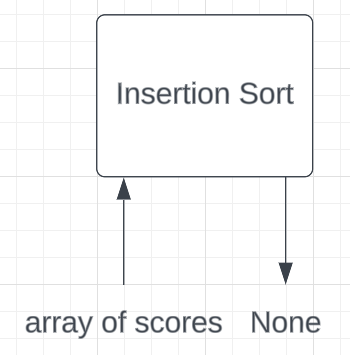 Insertion Sort
array of scores
None